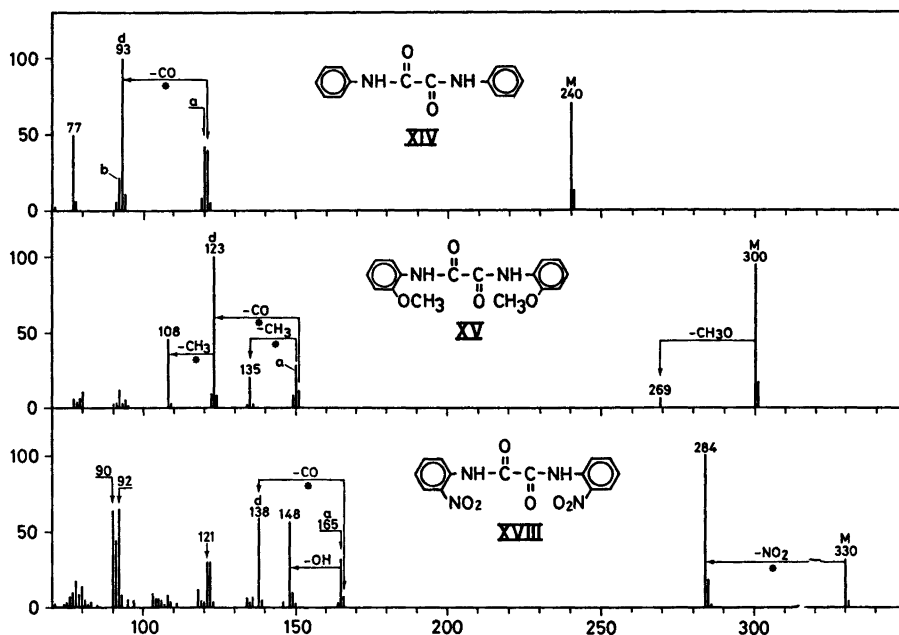 100
50
0
77
b
d
93
−CO
a
O
NH − C − C − NH
O
XIV
M
240
100
50
0
108
−CH3
d
123
−CO
−CH3
135
a
O
NH − C − C − NH
OCH3
O
CH3O
XV
−CH3O
269
M
300
100
50
0
90
92
121
d
138
−CO
148
−OH
a
165
O
NH − C − C − NH
NO2
O
O2N
XVIII
284
−NO2
M
330
100
150
200
250
300